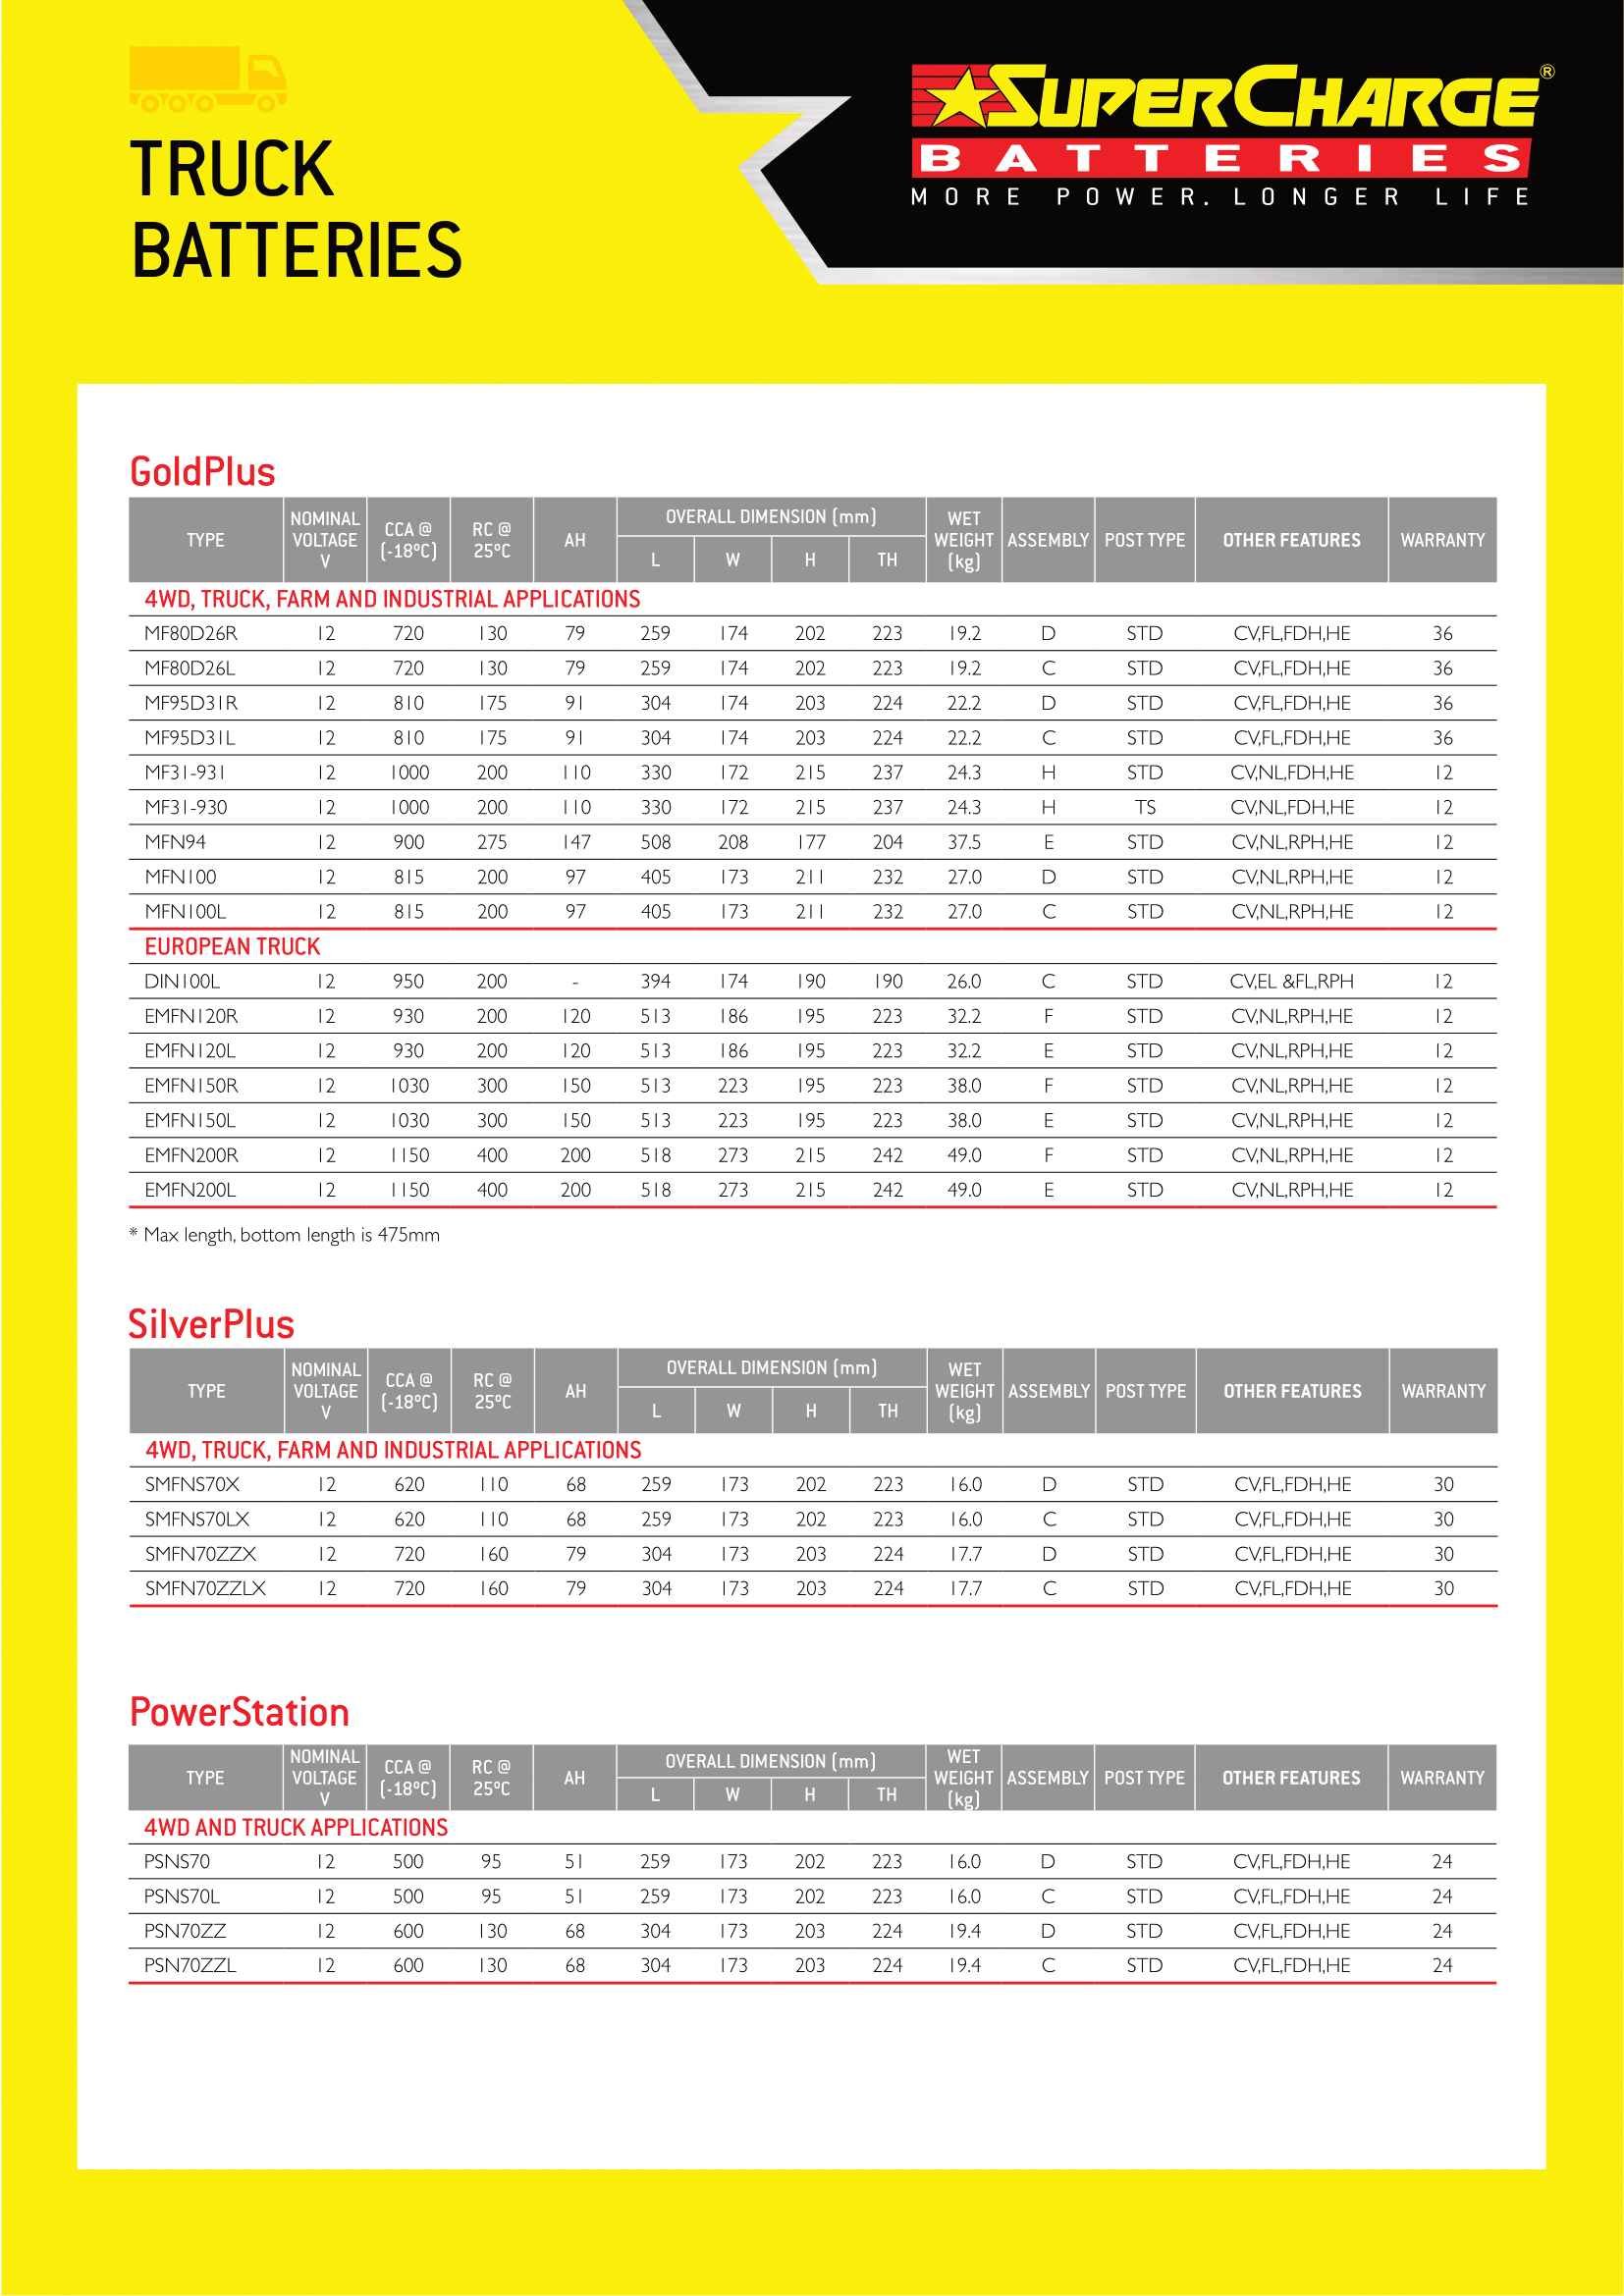 TRUCK
BATTERIES
SUPERCHARGE®
BATTERIES
MORE POWER. LONGER LIFE
GoldPlus
TYPE NOMINAL VOLTAGE V CCA @ (-18ºC) RC @ 25ºC AH OVERALL DIMENSION (mm) L W H TH WET WEIGHT (kg) ASSEMBLY POST TYPE OTHER FEATURES WARRANTY
4WD, TRUCK, FARM AND INDUSTRIAL APPLICATIONS
MF80D26R 12 720 130 79 259 174 202 223 19.2 D STD CV,FL,FDH,HE 36
MF80D26L 12 720 130 79 259 174 202 223 19.2 C STD CV,FL,FDH,HE 36
MF95D31R 12 810 175 91 304 174 203 224 22.2 D STD CV,FL,FDH,HE 36
MF95D31L 12 810 175 91 304 174 203 224 22.2 C STD CV,FL,FDH,HE 36
MF31-931 12 1000 200 110 330 172 215 237 24.3 H STD CV,NL,FDH,HE 12
MF31-930 12 1000 200 110 330 172 215 237 24.3 H TS CV,NL,FDH,HE 12
MFN94 12 900 275 147 508 208 177 204 37.5 E STD CV,NL,RPH,HE 12
MFN100 12 815 200 97 405 173 211 232 27.0 D STD CV,NL,RPH,HE 12
MFN100L 12 815 200 97 405 173 211 232 27.0 C STD CV,NL,RPH,HE 12
EUROPEAN TRUCK
DIN100L 12 950 200 - 394 174 190 190 26.0 C STD CV,EL &FL,RPH 12
EMFN120R 12 930 200 120 513 186 195 223 32.2 F STD CV,NL,RPH,HE 12
EMFN120L 12 930 200 120 513 186 195 223 32.2 E STD CV,NL,RPH,HE 12
EMFN150R 12 1030 300 150 513 223 195 223 38.0 F STD CV,NL,RPH,HE 12
EMFN150L 12 1030 300 150 513 223 195 223 38.0 E STD CV,NL,RPH,HE 12
EMFN200R 12 1150 400 200 518 273 215 242 49.0 F STD CV,NL,RPH,HE 12
EMFN200L 12 1150 400 200 518 273 215 242 49.0 E STD CV,NL,RPH,HE 12
* Max length, bottom length is 475mm
SilverPlus
TYPE NOMINAL VOLTAGE V CCA @ (-18ºC) RC @ 25ºC AH OVERALL DIMENSION (mm) L W H TH WET WEIGHT (kg) ASSEMBLY POST TYPE OTHER FEATURES WARRANTY
4WD, TRUCK, FARM AND INDUSTRIAL APPLICATIONS
SMFNS70X 12 620 110 68 259 173 202 223 16.0 D STD CV,FL,FDH,HE 30
SMFNS70LX 12 620 110 68 259 173 202 223 16.0 C STD CV,FL,FDH,HE 30
SMFN70ZZX 12 720 160 79 304 173 203 224 17.7 D STD CV,FL,FDH,HE 30
SMFN70ZZLX 12 720 160 79 304 173 203 224 17.7 C STD CV,FL,FDH,HE 30
PowerStation
TYPE NOMINAL VOLTAGE V CCA @ (-18ºC) RC @ 25ºC AH OVERALL DIMENSION (mm) L W H TH WET WEIGHT (kg) ASSEMBLY POST TYPE OTHER FEATURES WARRANTY
4WD AND TRUCK APPLICATIONS
PSNS70 12 500 95 51 259 173 202 223 16.0 D STD CV,FL,FDH,HE 24
PSNS70L 12 500 95 51 259 173 202 223 16.0 C STD CV,FL,FDH,HE 24
PSN70ZZ 12 600 130 68 304 173 203 224 19.4 D STD CV,FL,FDH,HE 24
PSN70ZZL 12 600 130 68 304 173 203 224 19.4 C STD CV,FL,FDH,HE 24